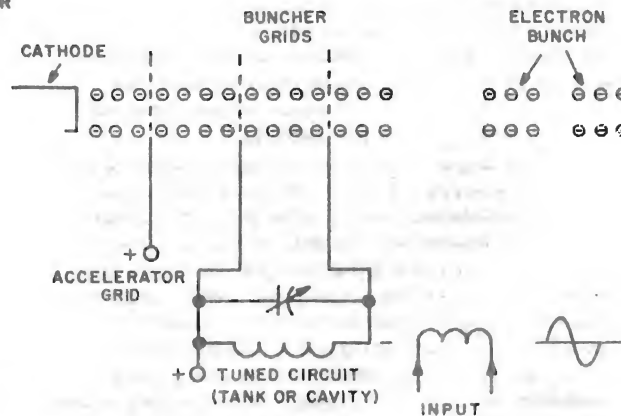 R
BUNCHER
GRIDS
ELECTRON
BUNCH
CATHODE
+
ACCELERATOR
GRID
-
+
TUNED CIRCUIT
(TANK OR CAVITY)
INPUT